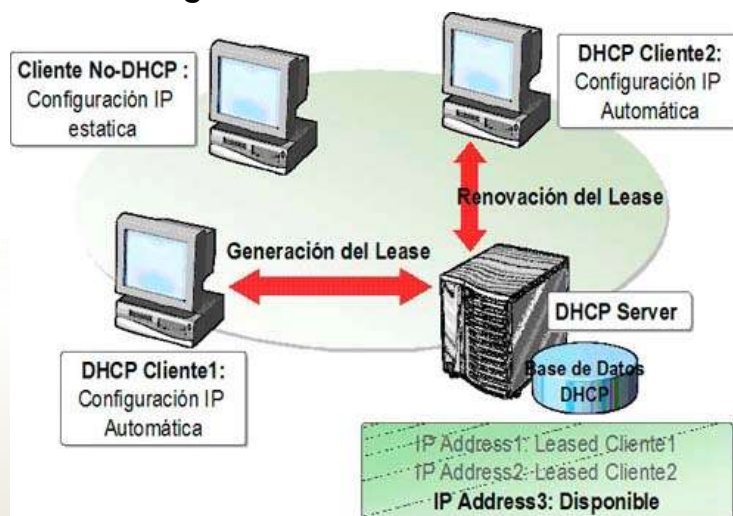 Cliente No-DHCP :
Configuración IP
estatica
DHCP Cliente2:
Configuración IP
Automática
Renovación del Lease
Generación del Lease
DHCP Server
Base de Datos
DHCP
DHCP Cliente1:
Configuración IP
Automática
IP Address1: Leased Cliente1
IP Address2: Leased Cliente2
IP Address3: Disponible